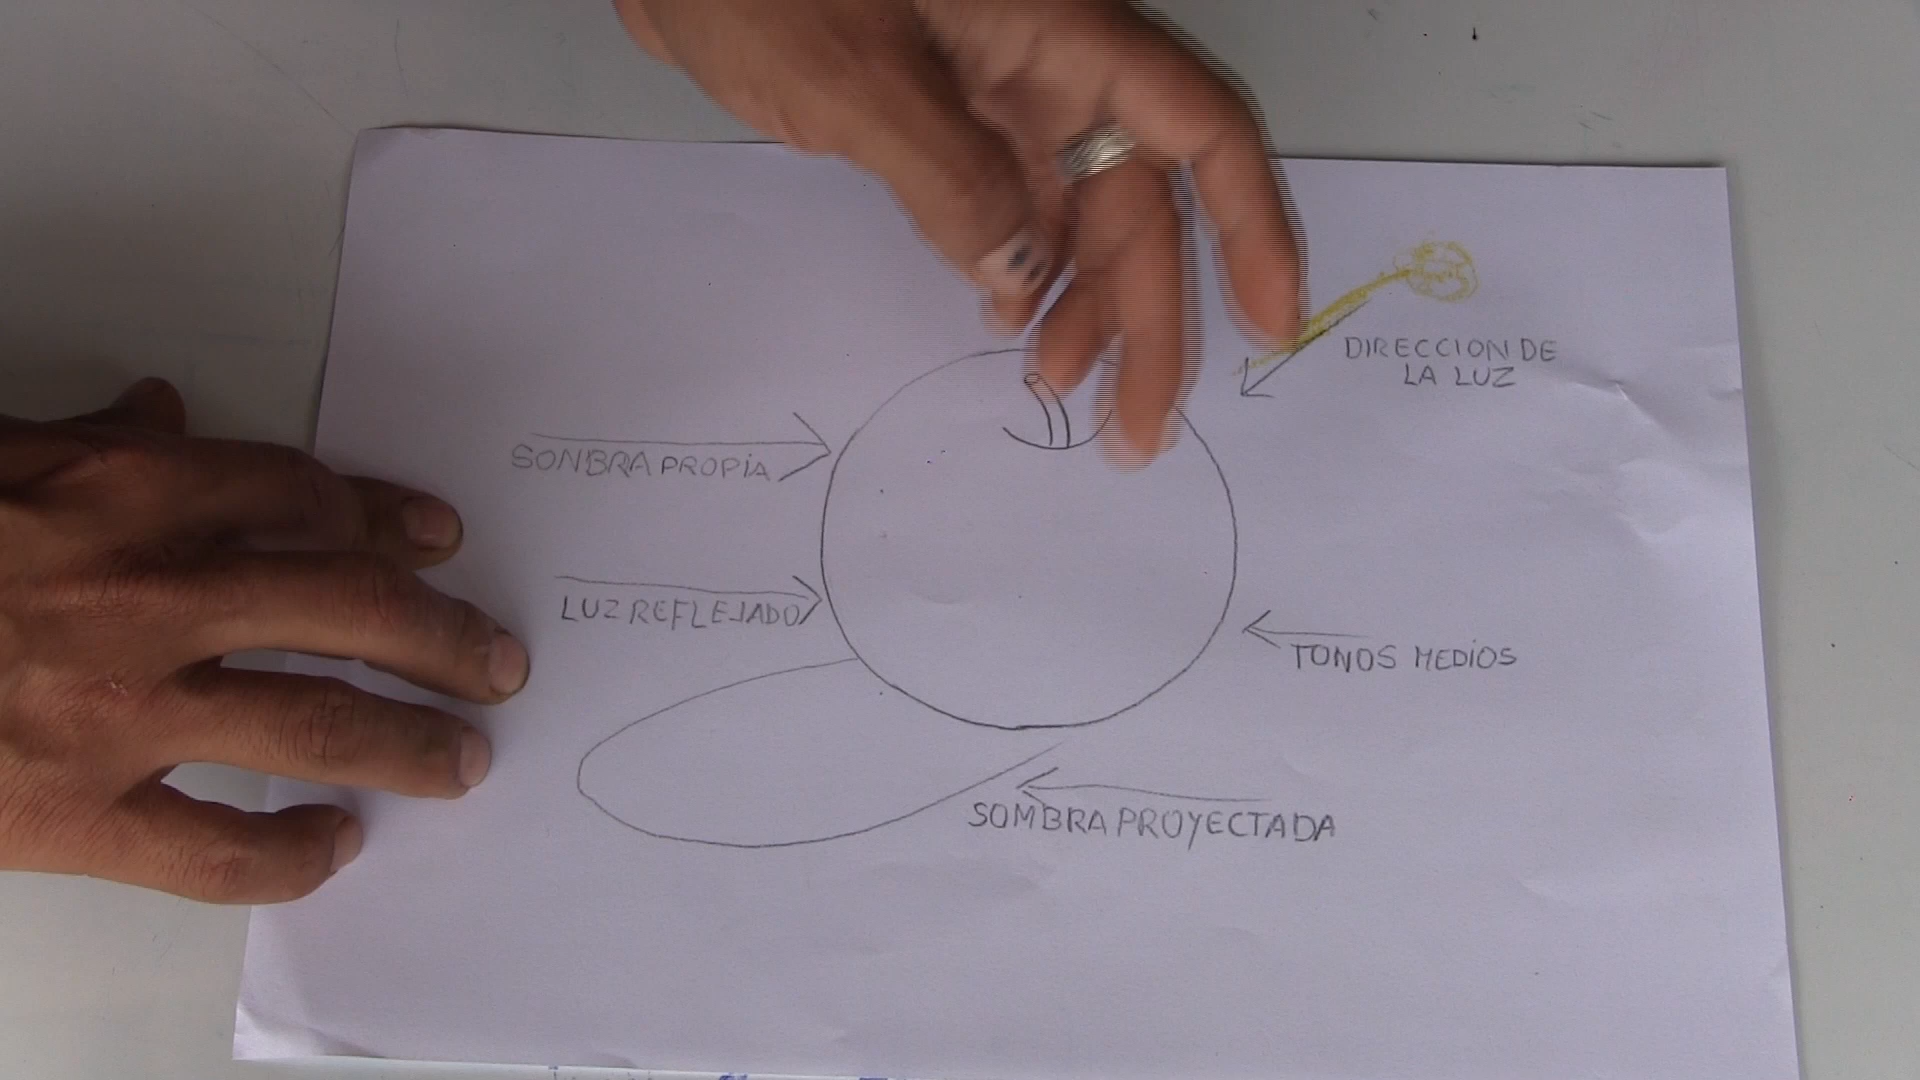 DIRECCION DE
LA LUZ
SONBRA PROPIA
LUZ REFLEJADO
TONOS MEDIOS
SOMBRA PROYECTADA